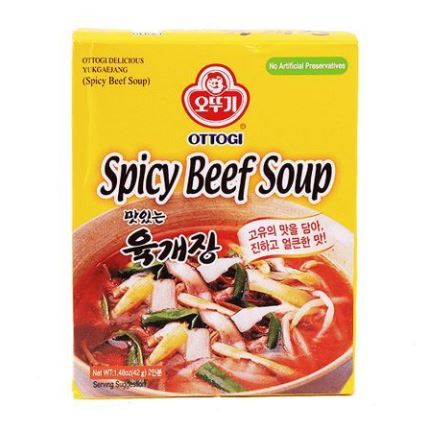 OTTOGI DELICIOUS
YUKGAEJANG
(Spicy Beef Soup)
No Artificial Preservatives
오뚜기
®
OTTOGI
Spicy Beef Soup
맛있는
육개장
고유의 맛을 담아,
진하고 얼큰한 맛!
Net WT:1.48oz(42g) 2인분
Serving Suggestion